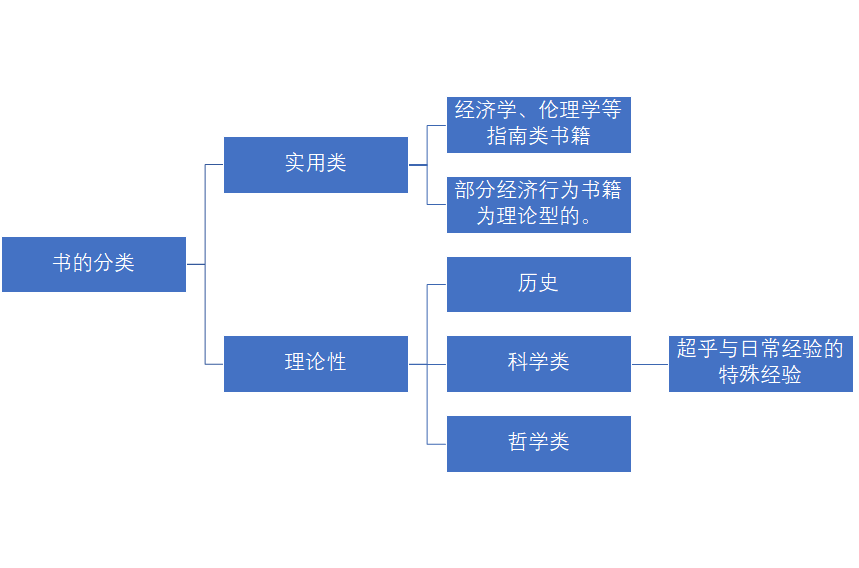 经济学、伦理学等
指南类书籍
实用类
部分经济行为书籍
为理论型的。
书的分类
历史
理论性
科学类
超乎与日常经验的
特殊经验
哲学类